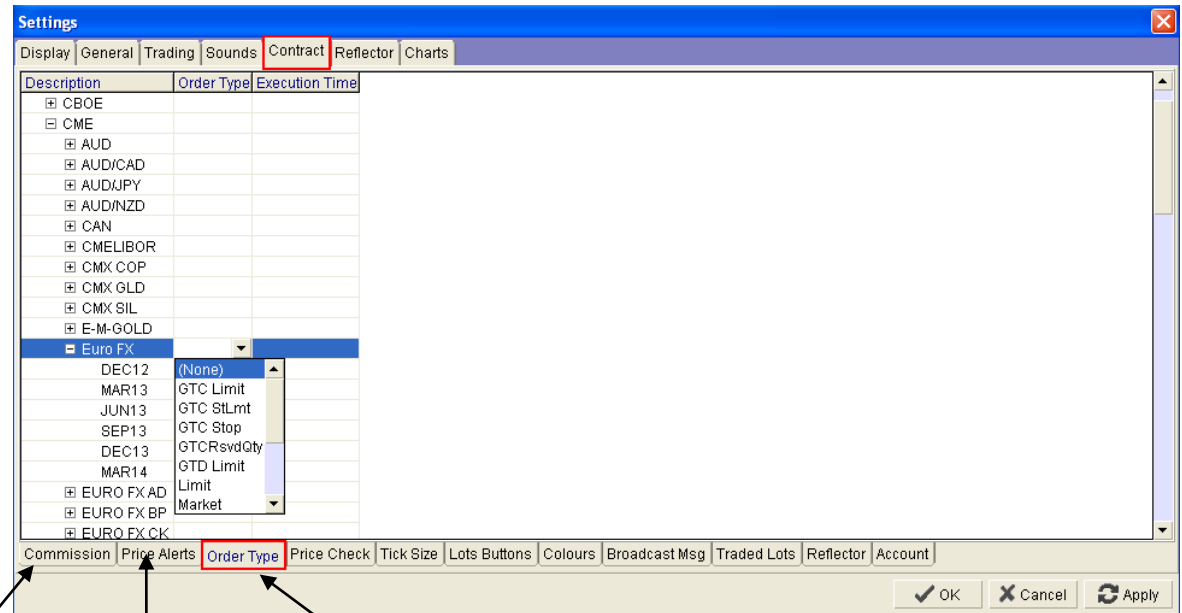 Settings
Display General Trading Sounds Contract Reflector Charts
Description Order Type Execution Time
CBOE
CME
AUD
AUD/CAD
AUD/JPY
AUD/NZD
CAN
CMELIBOR
CMX COP
CMX GLD
CMX SIL
E-M-GOLD
Euro FX
DEC12 (None)
MAR13 GTC Limit
JUN13 GTC StLmt
SEP13 GTC Stop
DEC13 GTCRsvdQty
MAR14 GTD Limit
EURO FX AD Limit
EURO FX BP Market
EURO FX CK
Commission Price Alerts Order Type Price Check Tick Size Lots Buttons Colours Broadcast Msg Traded Lots Reflector Account
OK Cancel Apply